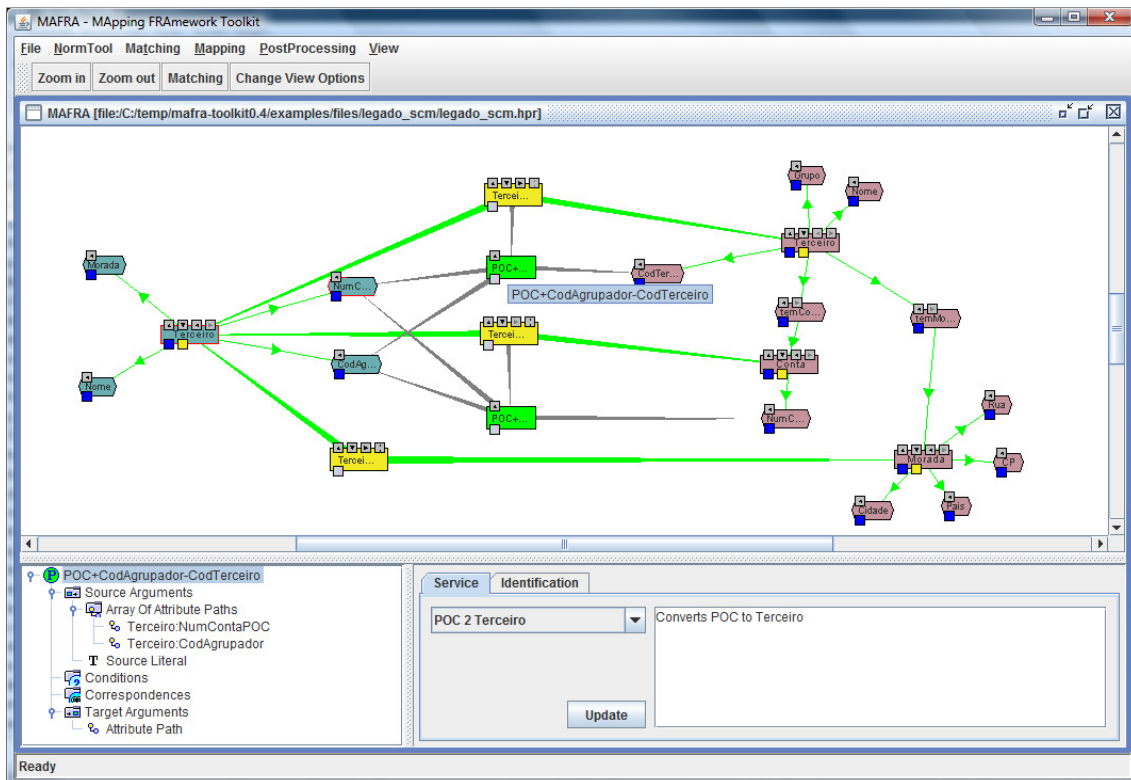 MAFRA - MApping FRAmework Toolkit
File NormTool Matching Mapping PostProcessing View
Zoom in Zoom out Matching Change View Options
MAFRA [file:/C:/temp/mafra-toolkit0.4/examples/files/legado_scm/legado_scm.hpr]
Grupo
Nome
Tercei...
Terceiro
Morada
POC+...
CodTer...
NumC...
POC+CodAgrupador-CodTerceiro
temCo...
temMo...
Terceiro
Tercei...
CodAg...
Conta
Nome
POC+...
NumC...
Rua
Tercei...
Morada
CP
Cidade
Pais
POC+CodAgrupador-CodTerceiro
Source Arguments
Array Of Attribute Paths
Terceiro:NumContaPOC
Terceiro:CodAgrupador
T Source Literal
Conditions
Correspondences
Target Arguments
Attribute Path
Service Identification
POC 2 Terceiro
Converts POC to Terceiro
Update
Ready